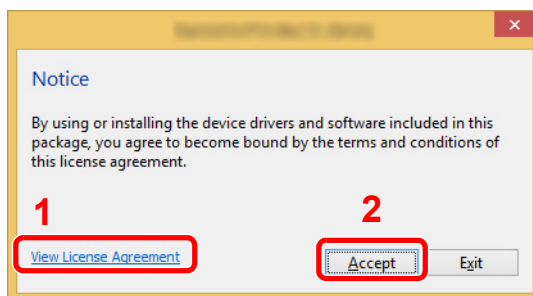 Notice
By using or installing the device drivers and software included in this
package, you agree to become bound by the terms and conditions of
this license agreement.
1
2
View License Agreement
Accept
Exit